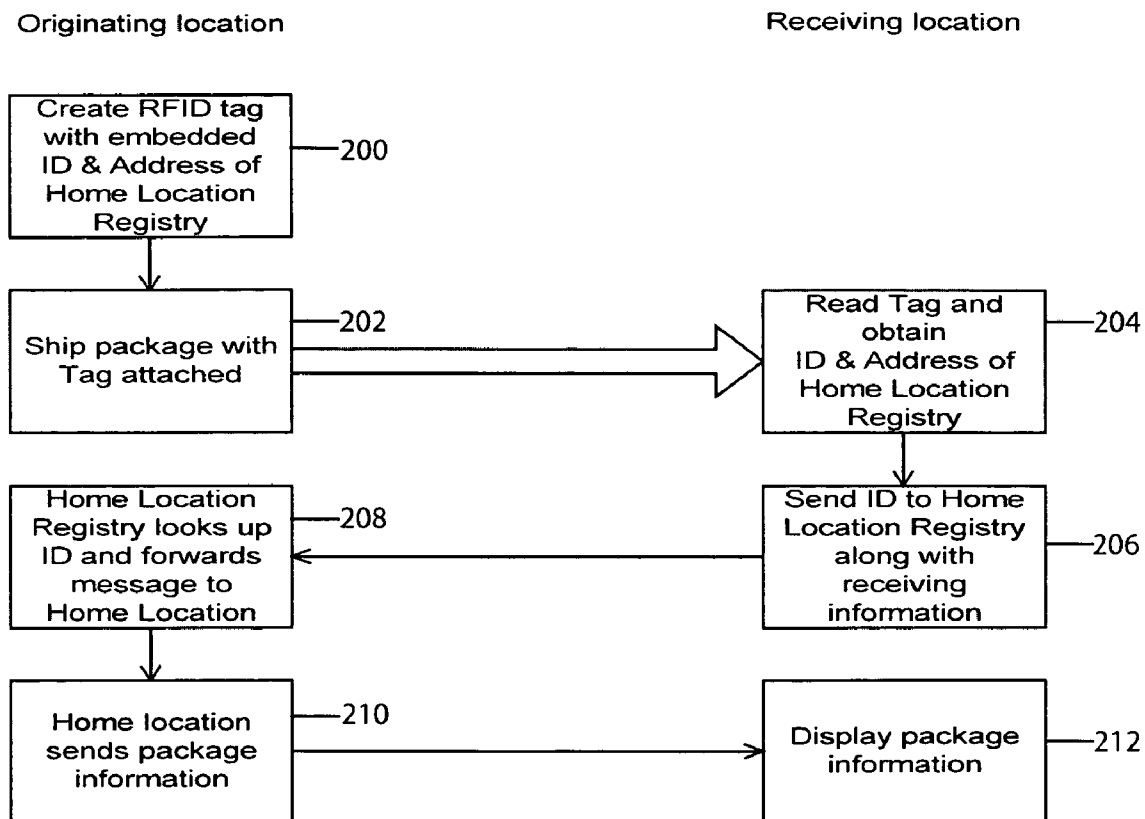 Originating location
Receiving location
Create RFID tag
with embedded
ID & Address of
Home Location
Registry
200
Ship package with
Tag attached
202
Read Tag and
obtain
ID & Address of
Home Location
Registry
204
Send ID to Home
Location Registry
along with
receiving
information
206
Home Location
Registry looks up
ID and forwards
message to
Home Location
208
Home location
sends package
information
210
Display package
information
212